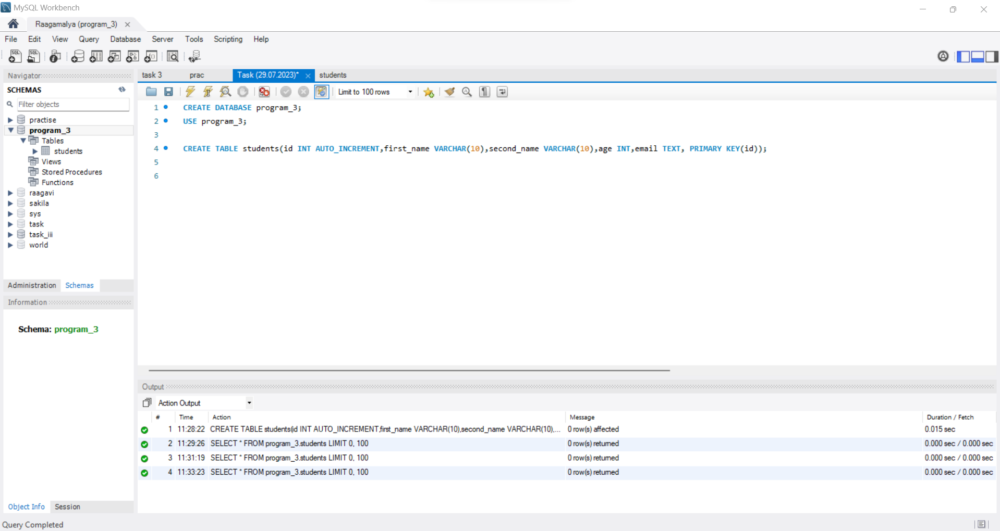 MySQL Workbench
Raagamalya (program_3)
File Edit View Query Database Server Tools Scripting Help
Navigator
SCHEMAS
Filter objects
practise
program_3
Tables
students
Views
Stored Procedures
Functions
raagavi
sakila
sys
task
task_iii
world
Administration Schemas
Information
Schema: program_3
Object Info Session
task 3 prac Task (29.07.2023)* students
Limit to 100 rows
1 CREATE DATABASE program_3;
2 USE program_3;
3
4 CREATE TABLE students(id INT AUTO_INCREMENT,first_name VARCHAR(10),second_name VARCHAR(10),age INT,email TEXT, PRIMARY KEY(id));
5
6
Output
Action Output
# Time Action Message Duration / Fetch
1 11:28:22 CREATE TABLE students(id INT AUTO_INCREMENT,first_name VARCHAR(10),second_name VARCHAR(10),... 0 row(s) affected 0.015 sec
2 11:29:26 SELECT * FROM program_3.students LIMIT 0, 100 0 row(s) returned 0.000 sec / 0.000 sec
3 11:31:19 SELECT * FROM program_3.students LIMIT 0, 100 0 row(s) returned 0.000 sec / 0.000 sec
4 11:33:23 SELECT * FROM program_3.students LIMIT 0, 100 0 row(s) returned 0.000 sec / 0.000 sec
Query Completed